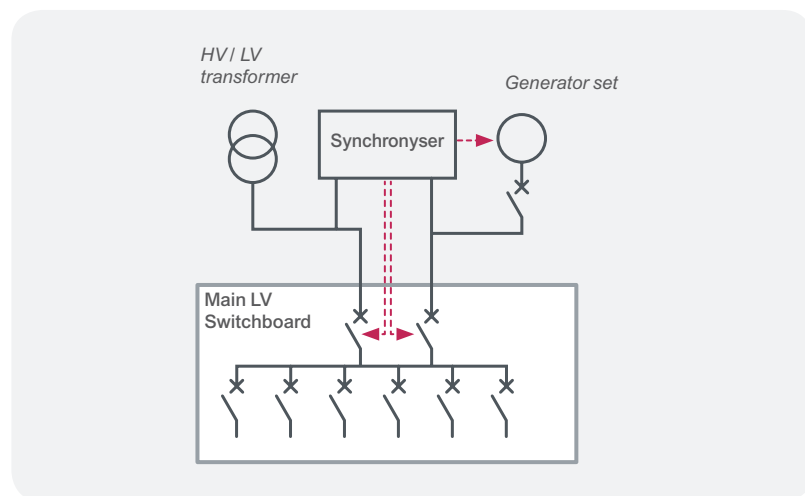 HV / LV
transformer
Generator set
Synchronyser
Main LV
Switchboard